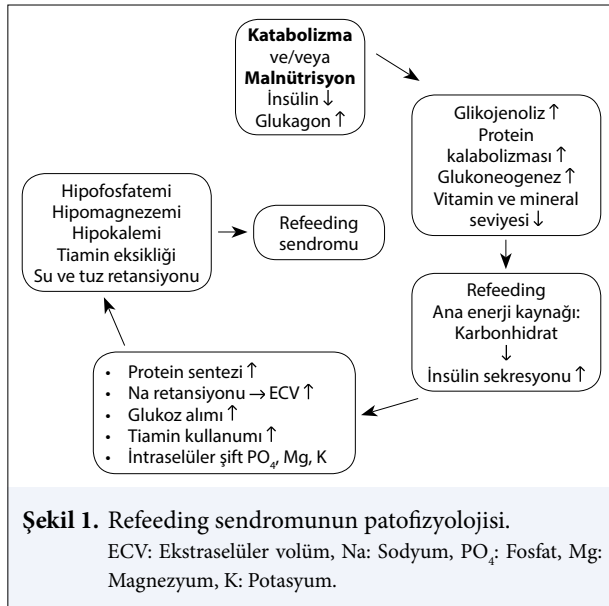 Katabolizma
ve/veya
Malnütrisyon
İnsülin ↓
Glukagon ↑
Glikojenoliz ↑
Protein
kalabolizması ↑
Glukoneogenez ↑
Vitamin ve mineral
seviyesi ↓
Refeeding
Ana enerji kaynağı:
Karbonhidrat
↓
İnsülin sekresyonu ↑
• Protein sentezi ↑
• Na retansiyonu → ECV ↑
• Glukoz alımı ↑
• Tiamin kullanımı ↑
• İntraselüler şift PO₄, Mg, K
Hipofosfatemi
Hipomagnezemi
Hipokalemi
Tiamin eksikliği
Su ve tuz retansiyonu
Refeeding
sendromu
Şekil 1. Refeeding sendromunun patofizyolojisi.
ECV: Ekstraselüler volüm, Na: Sodyum, PO₄: Fosfat, Mg:
Magnezyum, K: Potasyum.